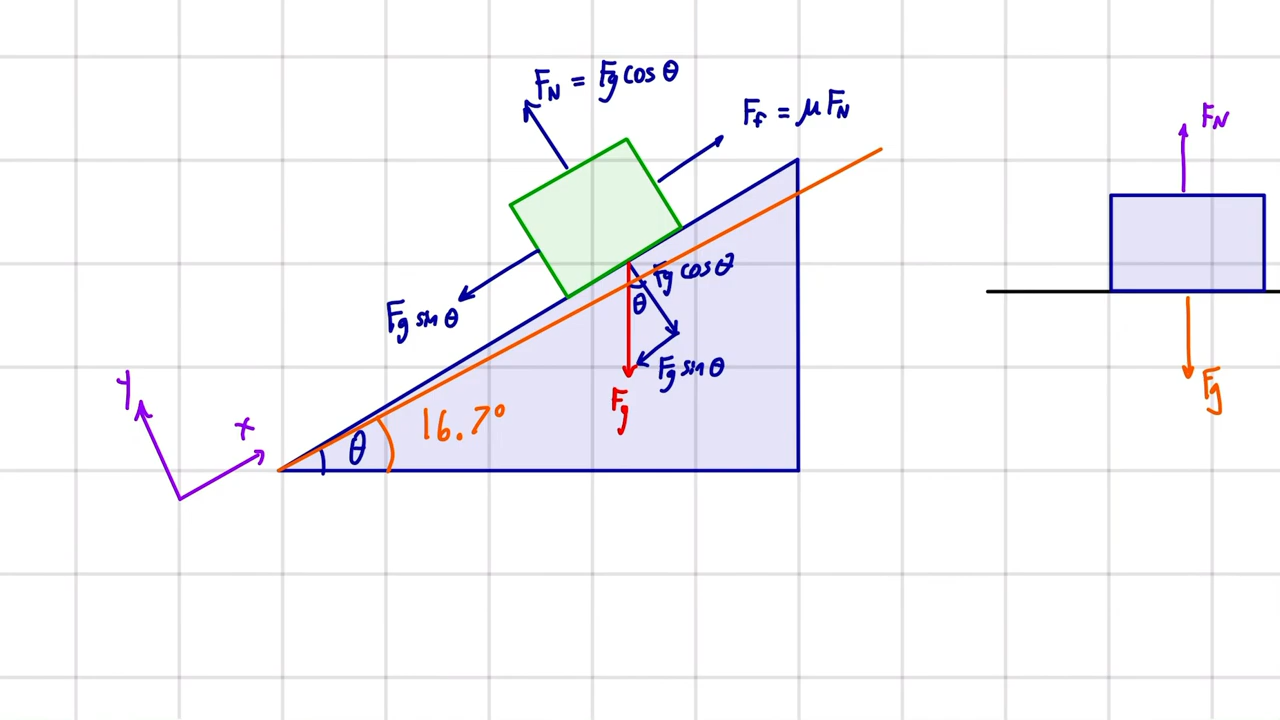 F_N = Fg cos θ
F_f = μ F_N
F_N
Fg cos θ
θ
Fg sin θ
Fg sin θ
Fg
Fg
y
x
16.7°
θ